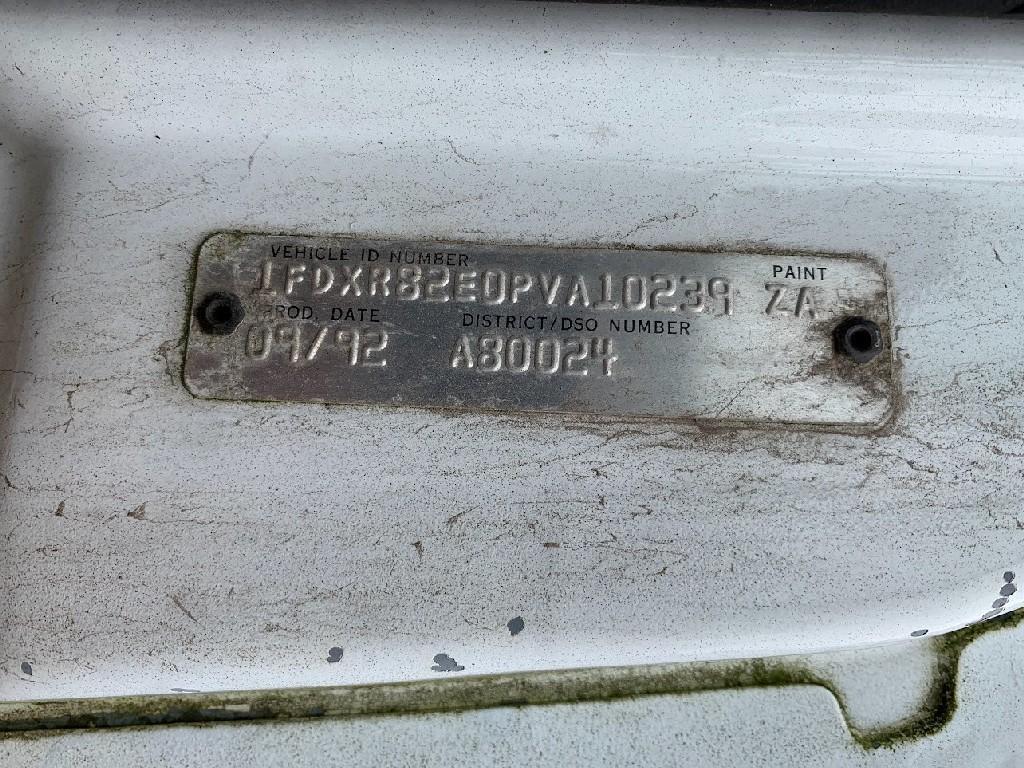 VEHICLE ID NUMBER PAINT
1FDXR82E0PVA10239 ZA
PROD. DATE DISTRICT/DSO NUMBER
09/92 A80024